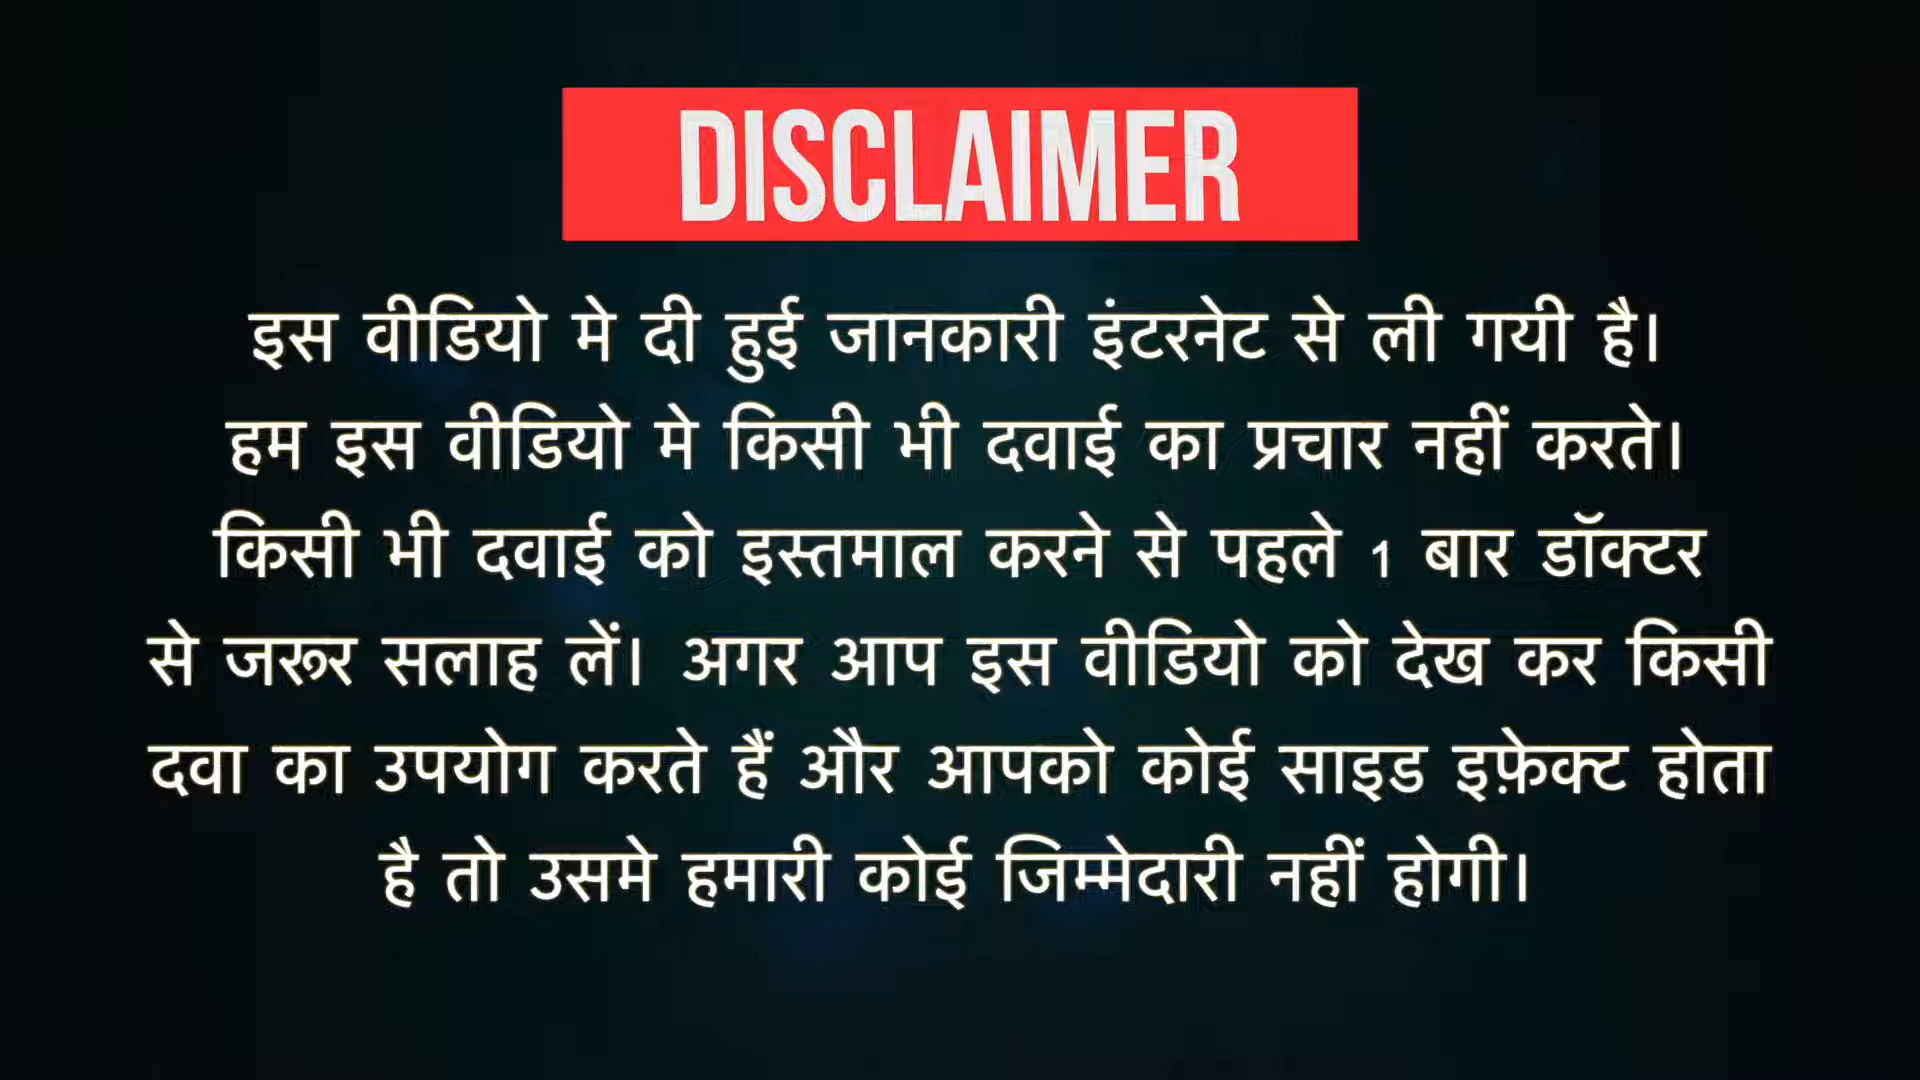 DISCLAIMER
इस वीडियो मे दी हुई जानकारी इंटरनेट से ली गयी है।
हम इस वीडियो मे किसी भी दवाई का प्रचार नहीं करते।
किसी भी दवाई को इस्तमाल करने से पहले 1 बार डॉक्टर
से जरूर सलाह लें। अगर आप इस वीडियो को देख कर किसी
दवा का उपयोग करते हैं और आपको कोई साइड इफ़ेक्ट होता
है तो उसमे हमारी कोई जिम्मेदारी नहीं होगी।